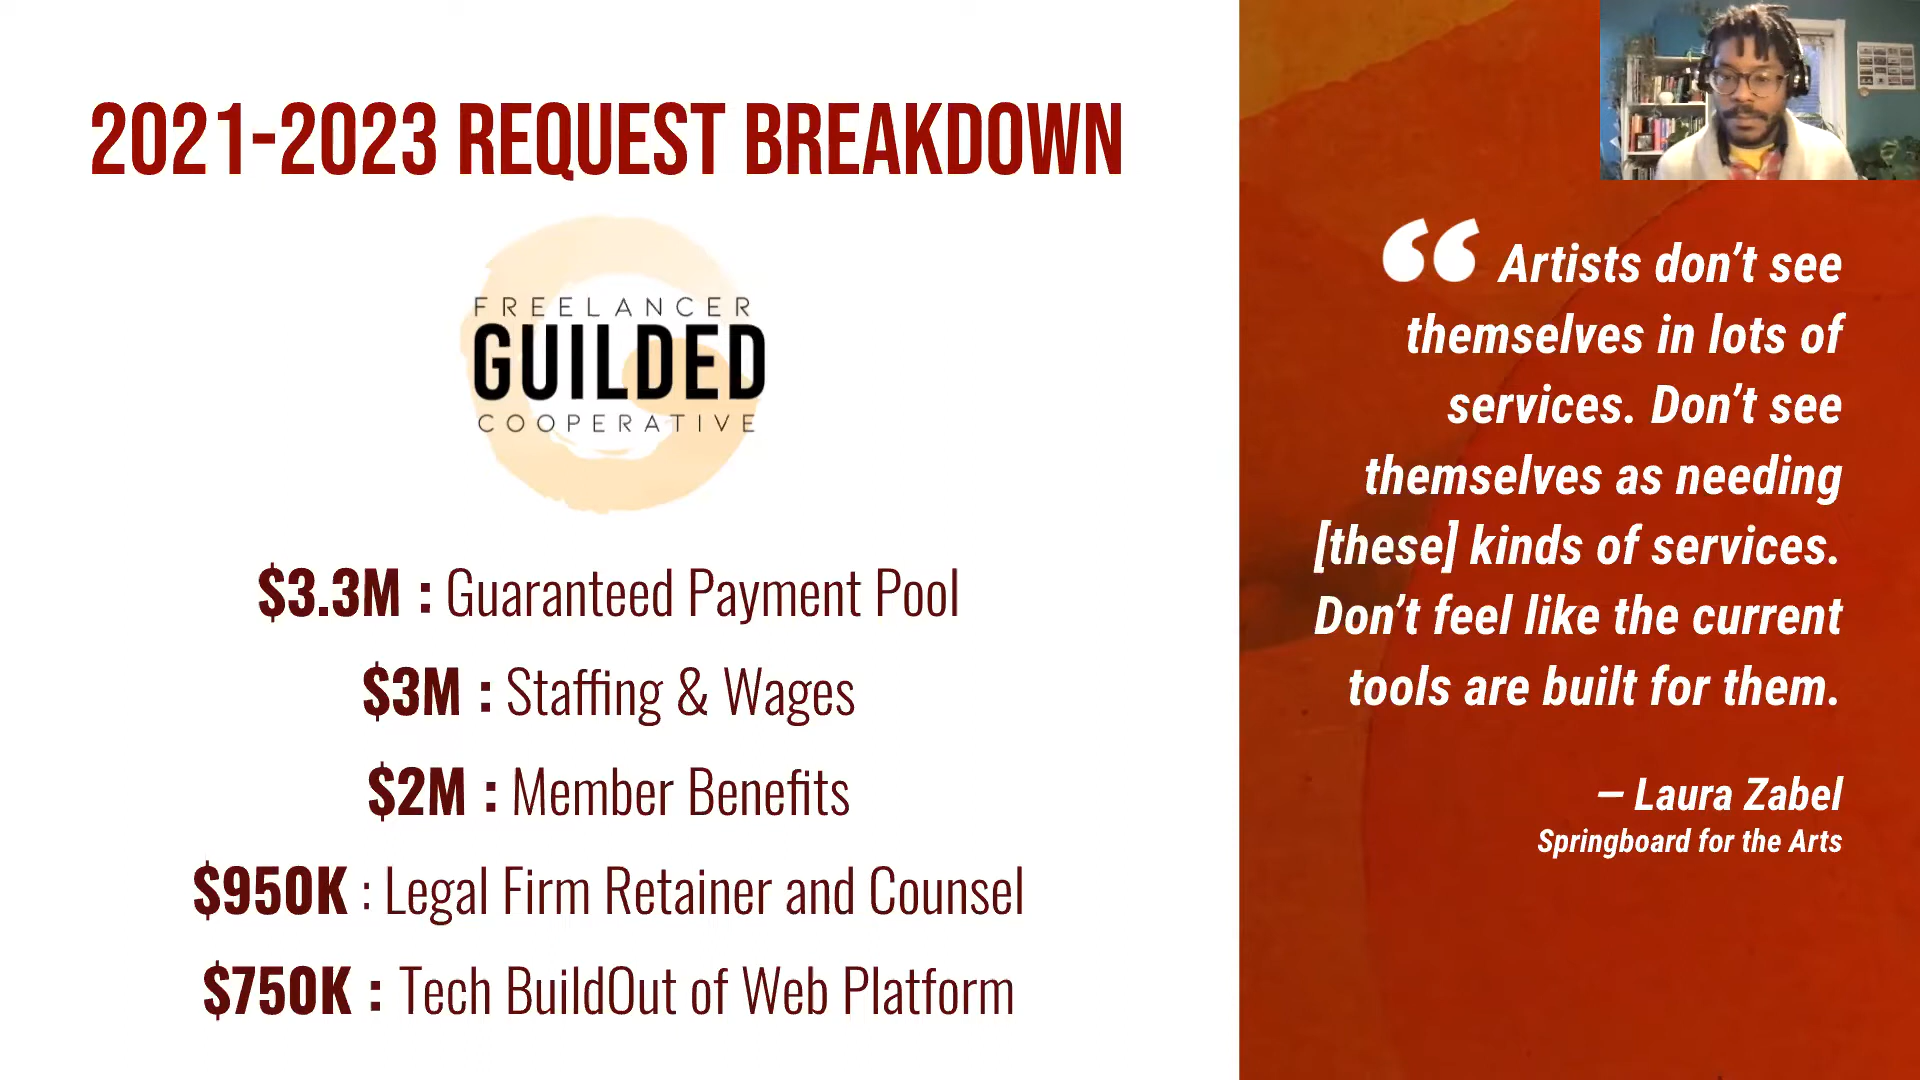 2021-2023 REQUEST BREAKDOWN
FREELANCER
GUILDED
COOPERATIVE
$3.3M : Guaranteed Payment Pool
$3M : Staffing & Wages
$2M : Member Benefits
$950K : Legal Firm Retainer and Counsel
$750K : Tech BuildOut of Web Platform
“ Artists don’t see
themselves in lots of
services. Don’t see
themselves as needing
[these] kinds of services.
Don’t feel like the current
tools are built for them.
– Laura Zabel
Springboard for the Arts